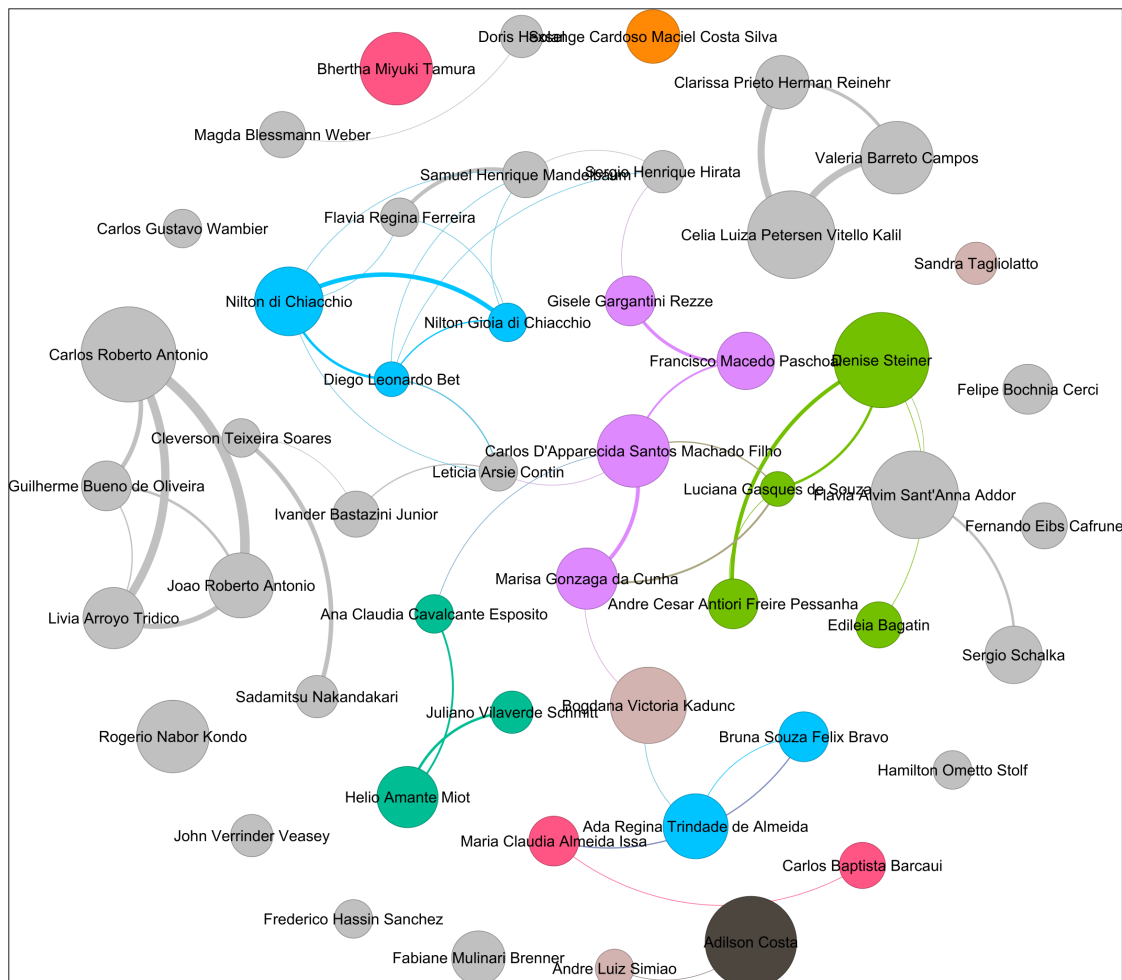 Doris Hexsel
Solange Cardoso Maciel Costa Silva
Bhertha Miyuki Tamura
Clarissa Prieto Herman Reinehr
Magda Blessmann Weber
Valeria Barreto Campos
Samuel Henrique Mandelbaum
Sergio Henrique Hirata
Flavia Regina Ferreira
Carlos Gustavo Wambier
Celia Luiza Petersen Vitello Kalil
Sandra Tagliolatto
Nilton di Chiacchio
Gisele Gargantini Rezze
Nilton Gioia di Chiacchio
Carlos Roberto Antonio
Francisco Macedo Paschoal
Denise Steiner
Diego Leonardo Bet
Felipe Bochnia Cerci
Cleverson Teixeira Soares
Carlos D'Apparecida Santos Machado Filho
Leticia Arsie Contin
Guilherme Bueno de Oliveira
Luciana Gasques de Souza
Flavia Alvim Sant'Anna Addor
Ivander Bastazini Junior
Fernando Eibs Cafrune
Marisa Gonzaga da Cunha
Joao Roberto Antonio
Andre Cesar Antiori Freire Pessanha
Livia Arroyo Tridico
Ana Claudia Cavalcante Esposito
Edileia Bagatin
Sergio Schalka
Sadamitsu Nakandakari
Bogdana Victoria Kadunc
Juliano Vilaverde Schmitt
Rogerio Nabor Kondo
Bruna Souza Felix Bravo
Hamilton Ometto Stolf
Helio Amante Miot
Ada Regina Trindade de Almeida
John Verrinder Veasey
Maria Claudia Almeida Issa
Carlos Baptista Barcaui
Frederico Hassin Sanchez
Adilson Costa
Fabiane Mulinari Brenner
Andre Luiz Simiao